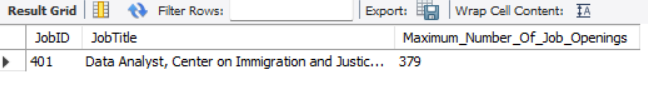 Result Grid Filter Rows: Export: Wrap Cell Content: IA
JobID JobTitle Maximum_Number_Of_Job_Openings
401 Data Analyst, Center on Immigration and Justic... 379